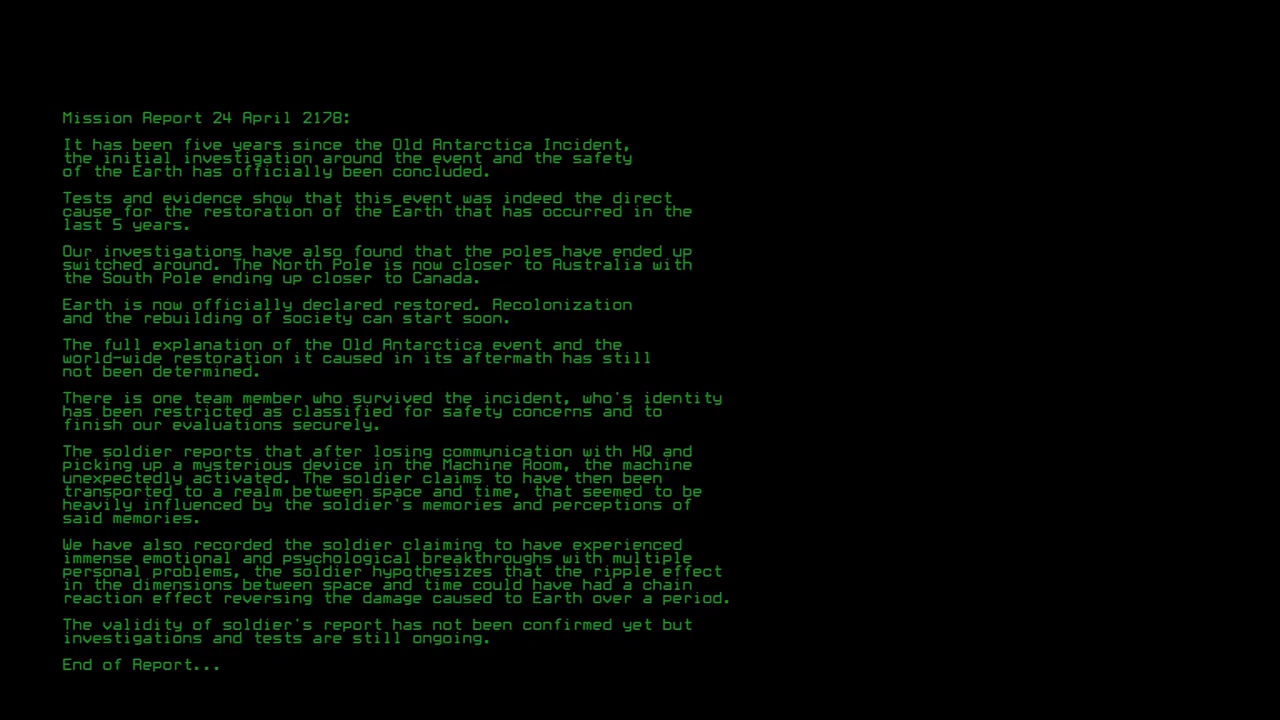 Mission Report 24 April 2178:
It has been five years since the Old Antarctica Incident,
the initial investigation around the event and the safety
of the Earth has officially been concluded.
Tests and evidence show that this event was indeed the direct
cause for the restoration of the Earth that has occurred in the
last 5 years.
Our investigations have also found that the poles have ended up
switched around. The North Pole is now closer to Australia with
the South Pole ending up closer to Canada.
Earth is now officially declared restored. Recolonization
and the rebuilding of society can start soon.
The full explanation of the Old Antarctica event and the
world-wide restoration it caused in its aftermath has still
not been determined.
There is one team member who survived the incident, who's identity
has been restricted as classified for safety concerns and to
finish our evaluations securely.
The soldier reports that after losing communication with HQ and
picking up a mysterious device in the Machine Room, the machine
unexpectedly activated. The soldier claims to have then been
transported to a realm between space and time, that seemed to be
heavily influenced by the soldier's memories and perceptions of
said memories.
We have also recorded the soldier claiming to have experienced
immense emotional and psychological breakthroughs with multiple
personal problems, the soldier hypothesizes that the ripple effect
in the dimensions between space and time could have had a chain
reaction effect reversing the damage caused to Earth over a period.
The validity of soldier's report has not been confirmed yet but
investigations and tests are still ongoing.
End of Report...